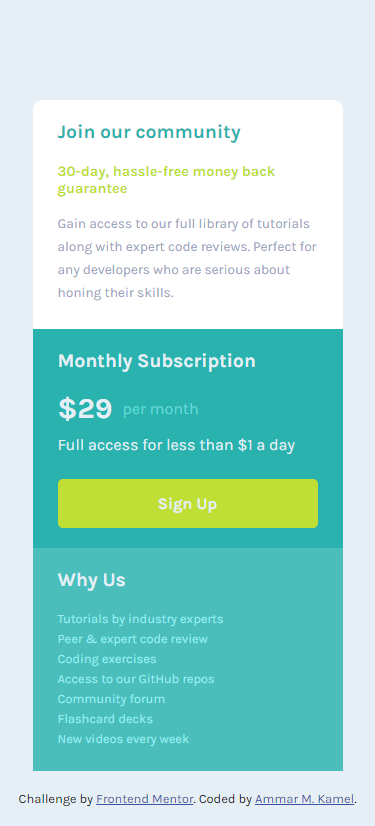 Join our community
30-day, hassle-free money back
guarantee
Gain access to our full library of tutorials
along with expert code reviews. Perfect for
any developers who are serious about
honing their skills.
Monthly Subscription
$29 per month
Full access for less than $1 a day
Sign Up
Why Us
Tutorials by industry experts
Peer & expert code review
Coding exercises
Access to our GitHub repos
Community forum
Flashcard decks
New videos every week
Challenge by Frontend Mentor. Coded by Ammar M. Kamel.